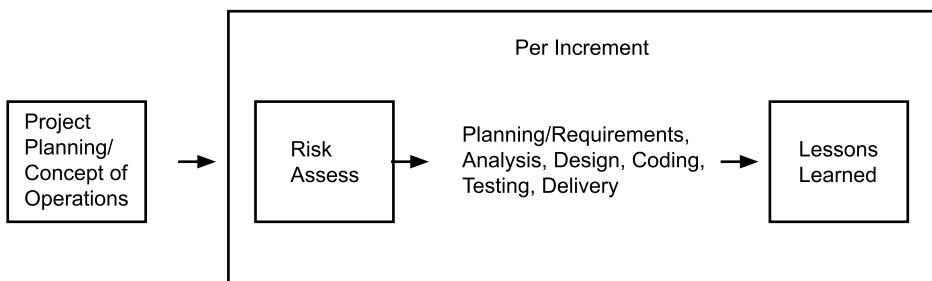 Per Increment
Project
Planning/
Concept of
Operations
Risk
Assess
Planning/Requirements,
Analysis, Design, Coding,
Testing, Delivery
Lessons
Learned